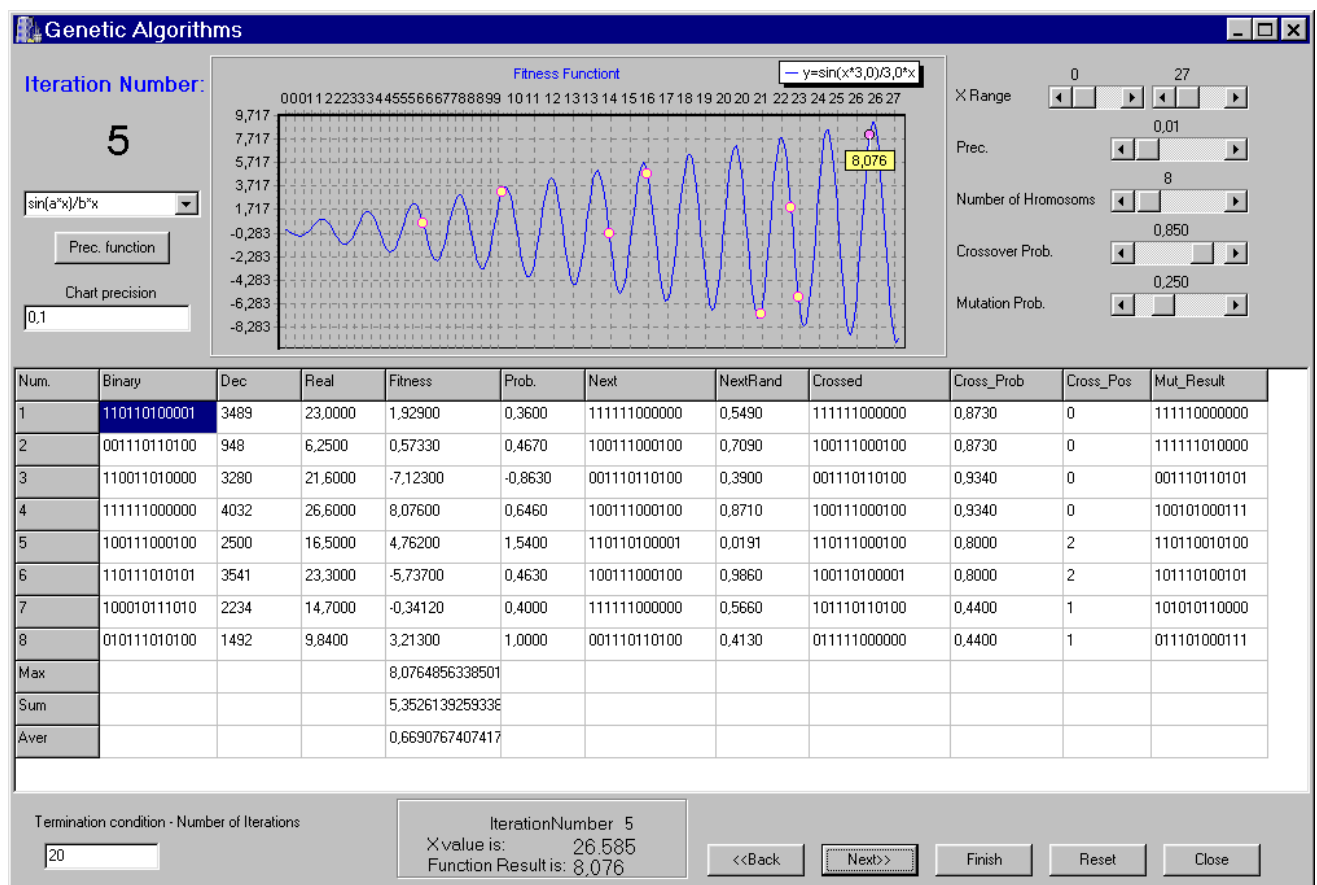 Genetic Algorithms
Iteration Number:
5
sin(a*x)/b*x
Prec. function
Chart precision
0,1
Fitness Functiont
y=sin(x*3,0)/3,0*x
0001122233344555666778889 9 10 11 12 13 13 14 15 16 17 18 19 20 20 21 22 23 24 25 26 26 27
9,717
7,717
5,717
3,717
1,717
-0,283
-2,283
-4,283
-6,283
-8,283
8,076
0 27
X Range
0,01
Prec.
8
Number of Hromosoms
0,850
Crossover Prob.
0,250
Mutation Prob.
Num. Binary Dec Real Fitness Prob. Next NextRand Crossed Cross_Prob Cross_Pos Mut_Result
1 110110100001 3489 23,0000 1,92900 0,3600 111111000000 0,5490 111111000000 0,8730 0 111110000000
2 001110110100 948 6,2500 0,57330 0,4670 100111000100 0,7090 100111000100 0,8730 0 111111010000
3 110011010000 3280 21,6000 -7,12300 -0,8630 001110110100 0,3900 001110110100 0,9340 0 001110110101
4 111111000000 4032 26,6000 8,07600 0,6460 100111000100 0,8710 100111000100 0,9340 0 100101000111
5 100111000100 2500 16,5000 4,76200 1,5400 110110100001 0,0191 110111000100 0,8000 2 110110010100
6 110111010101 3541 23,3000 -5,73700 0,4630 100111000100 0,9860 100110100001 0,8000 2 101110100101
7 100010111010 2234 14,7000 -0,34120 0,4000 111111000000 0,5660 101110110100 0,4400 1 101010110000
8 010111010100 1492 9,8400 3,21300 1,0000 001110110100 0,4130 011111000000 0,4400 1 011101000111
Max 8,0764856338501
Sum 5,3526139259338
Aver 0,6690767407417
Termination condition - Number of Iterations
20
IterationNumber 5
X value is: 26.585
Function Result is: 8,076
<<Back
Next>>
Finish
Reset
Close